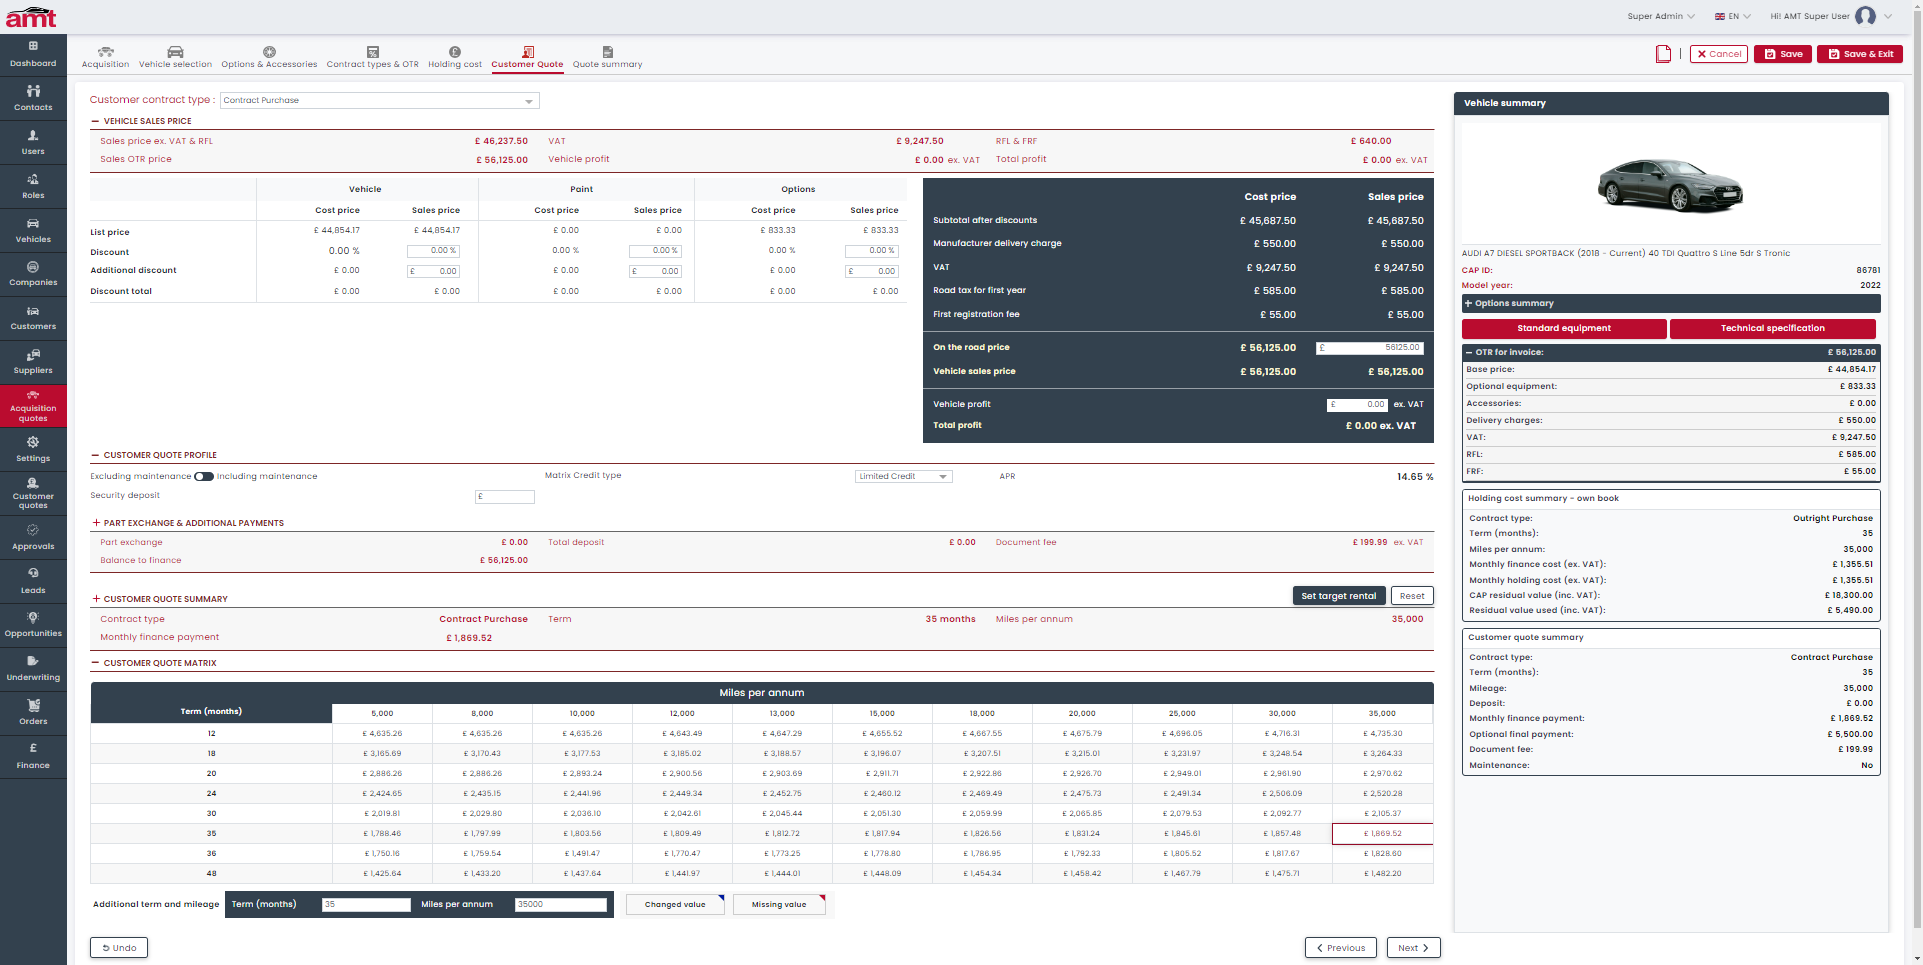 amt
Super Admin
EN
Hi! AMT Super User
Dashboard
Contacts
Users
Roles
Vehicles
Companies
Customers
Suppliers
Acquisition
quotes
Settings
Customer
quotes
Approvals
Leads
Opportunities
Underwriting
Orders
Finance
Acquisition Vehicle selection Options & Accessories Contract types & OTR Holding cost Customer Quote Quote summary
Cancel Save Save & Exit
Customer contract type : Contract Purchase
VEHICLE SALES PRICE
Sales price ex. VAT & RFL £ 46,237.50 VAT £ 9,247.50 RFL & FRF £ 640.00
Sales OTR price £ 56,125.00 Vehicle profit £ 0.00 ex. VAT Total profit £ 0.00 ex. VAT
Vehicle Paint Options
Cost price Sales price Cost price Sales price Cost price Sales price
List price £ 44,854.17 £ 44,854.17 £ 0.00 £ 0.00 £ 833.33 £ 833.33
Discount 0.00 % 0.00 % 0.00 % 0.00 % 0.00 % 0.00 %
Additional discount £ 0.00 £ 0.00 £ 0.00 £ 0.00 £ 0.00 £ 0.00
Discount total £ 0.00 £ 0.00 £ 0.00 £ 0.00 £ 0.00 £ 0.00
Cost price Sales price
Subtotal after discounts £ 45,687.50 £ 45,687.50
Manufacturer delivery charge £ 550.00 £ 550.00
VAT £ 9,247.50 £ 9,247.50
Road tax for first year £ 585.00 £ 585.00
First registration fee £ 55.00 £ 55.00
On the road price £ 56,125.00 £ 56125.00
Vehicle sales price £ 56,125.00 £ 56,125.00
Vehicle profit £ 0.00 ex. VAT
Total profit £ 0.00 ex. VAT
CUSTOMER QUOTE PROFILE
Excluding maintenance Including maintenance Matrix Credit type Limited Credit APR 14.65 %
Security deposit £
PART EXCHANGE & ADDITIONAL PAYMENTS
Part exchange £ 0.00 Total deposit £ 0.00 Document fee £ 199.99 ex. VAT
Balance to finance £ 56,125.00
CUSTOMER QUOTE SUMMARY Set target rental Reset
Contract type Contract Purchase Term 35 months Miles per annum 35,000
Monthly finance payment £ 1,869.52
CUSTOMER QUOTE MATRIX
Miles per annum
Term (months) 5,000 8,000 10,000 12,000 13,000 15,000 18,000 20,000 25,000 30,000 35,000
12 £ 4,635.26 £ 4,635.26 £ 4,635.26 £ 4,643.49 £ 4,647.29 £ 4,655.52 £ 4,667.55 £ 4,675.79 £ 4,696.05 £ 4,716.31 £ 4,735.30
18 £ 3,165.69 £ 3,170.43 £ 3,177.53 £ 3,185.02 £ 3,188.57 £ 3,196.07 £ 3,207.51 £ 3,215.01 £ 3,231.97 £ 3,248.54 £ 3,264.33
20 £ 2,886.26 £ 2,886.26 £ 2,893.24 £ 2,900.56 £ 2,903.69 £ 2,911.71 £ 2,922.86 £ 2,926.70 £ 2,949.01 £ 2,961.90 £ 2,970.62
24 £ 2,424.65 £ 2,435.15 £ 2,441.96 £ 2,449.34 £ 2,452.75 £ 2,460.12 £ 2,469.49 £ 2,475.73 £ 2,491.34 £ 2,506.09 £ 2,520.28
30 £ 2,019.81 £ 2,029.80 £ 2,036.10 £ 2,042.61 £ 2,045.44 £ 2,051.30 £ 2,059.99 £ 2,065.85 £ 2,079.53 £ 2,092.77 £ 2,105.37
35 £ 1,788.46 £ 1,797.99 £ 1,803.56 £ 1,809.49 £ 1,812.72 £ 1,817.94 £ 1,826.56 £ 1,831.24 £ 1,845.61 £ 1,857.48 £ 1,869.52
36 £ 1,750.16 £ 1,759.54 £ 1,491.47 £ 1,770.47 £ 1,773.25 £ 1,778.80 £ 1,786.95 £ 1,792.33 £ 1,805.52 £ 1,817.67 £ 1,828.60
48 £ 1,425.64 £ 1,433.20 £ 1,437.64 £ 1,441.97 £ 1,444.01 £ 1,448.09 £ 1,454.34 £ 1,458.42 £ 1,467.79 £ 1,475.71 £ 1,482.20
Additional term and mileage Term (months) 35 Miles per annum 35000 Changed value Missing value
Undo Previous Next
Vehicle summary
AUDI A7 DIESEL SPORTBACK (2018 - Current) 40 TDI Quattro S Line 5dr S Tronic
CAP ID: 86781
Model year: 2022
Options summary
Standard equipment Technical specification
OTR for invoice: £ 56,125.00
Base price: £ 44,854.17
Optional equipment: £ 833.33
Accessories: £ 0.00
Delivery charges: £ 550.00
VAT: £ 9,247.50
RFL: £ 585.00
FRF: £ 55.00
Holding cost summary - own book
Contract type: Outright Purchase
Term (months): 35
Miles per annum: 35,000
Monthly finance cost (ex. VAT): £ 1,355.51
Monthly holding cost (ex. VAT): £ 1,355.51
CAP residual value (inc. VAT): £ 18,300.00
Residual value used (inc. VAT): £ 5,490.00
Customer quote summary
Contract type: Contract Purchase
Term (months): 35
Mileage: 35,000
Deposit: £ 0.00
Monthly finance payment: £ 1,869.52
Optional final payment: £ 5,500.00
Document fee: £ 199.99
Maintenance: No